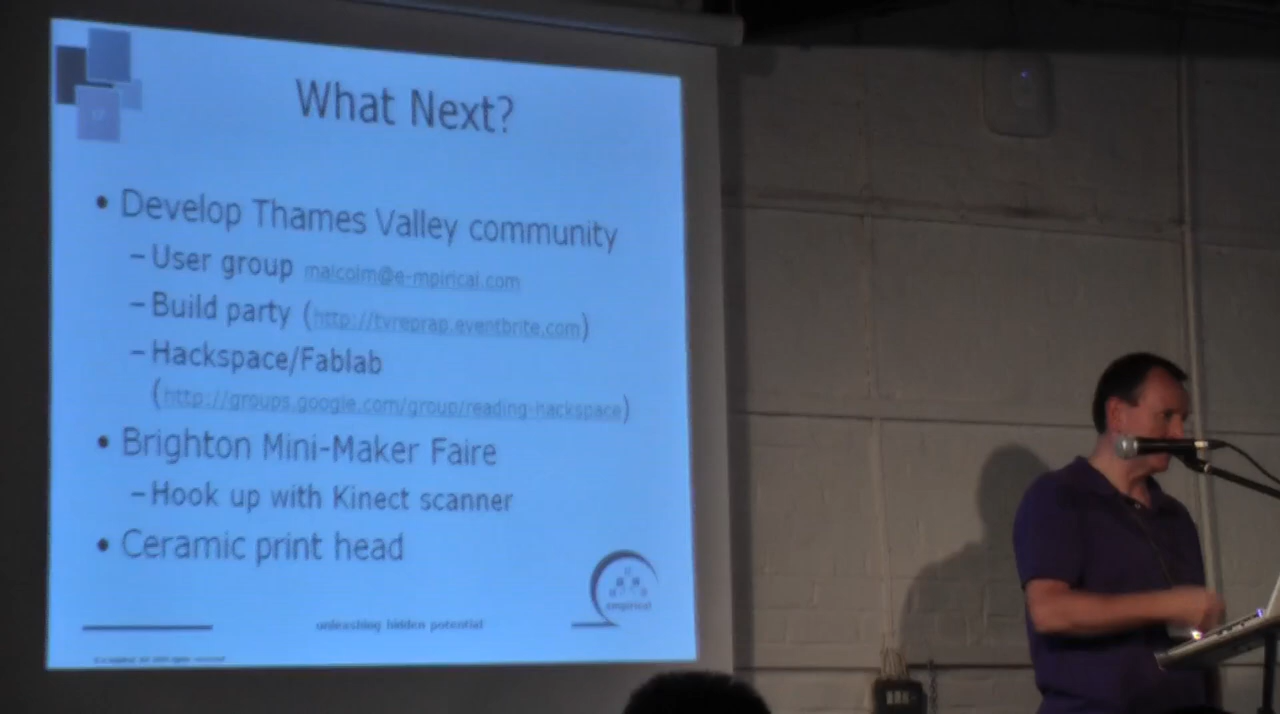 17
What Next?
• Develop Thames Valley community
– User group malcolm@e-mpirical.com
– Build party (http://tvreprap.eventbrite.com)
– Hackspace/Fablab
(http://groups.google.com/group/reading-hackspace)
• Brighton Mini-Maker Faire
– Hook up with Kinect scanner
• Ceramic print head
empirical
unleashing hidden potential